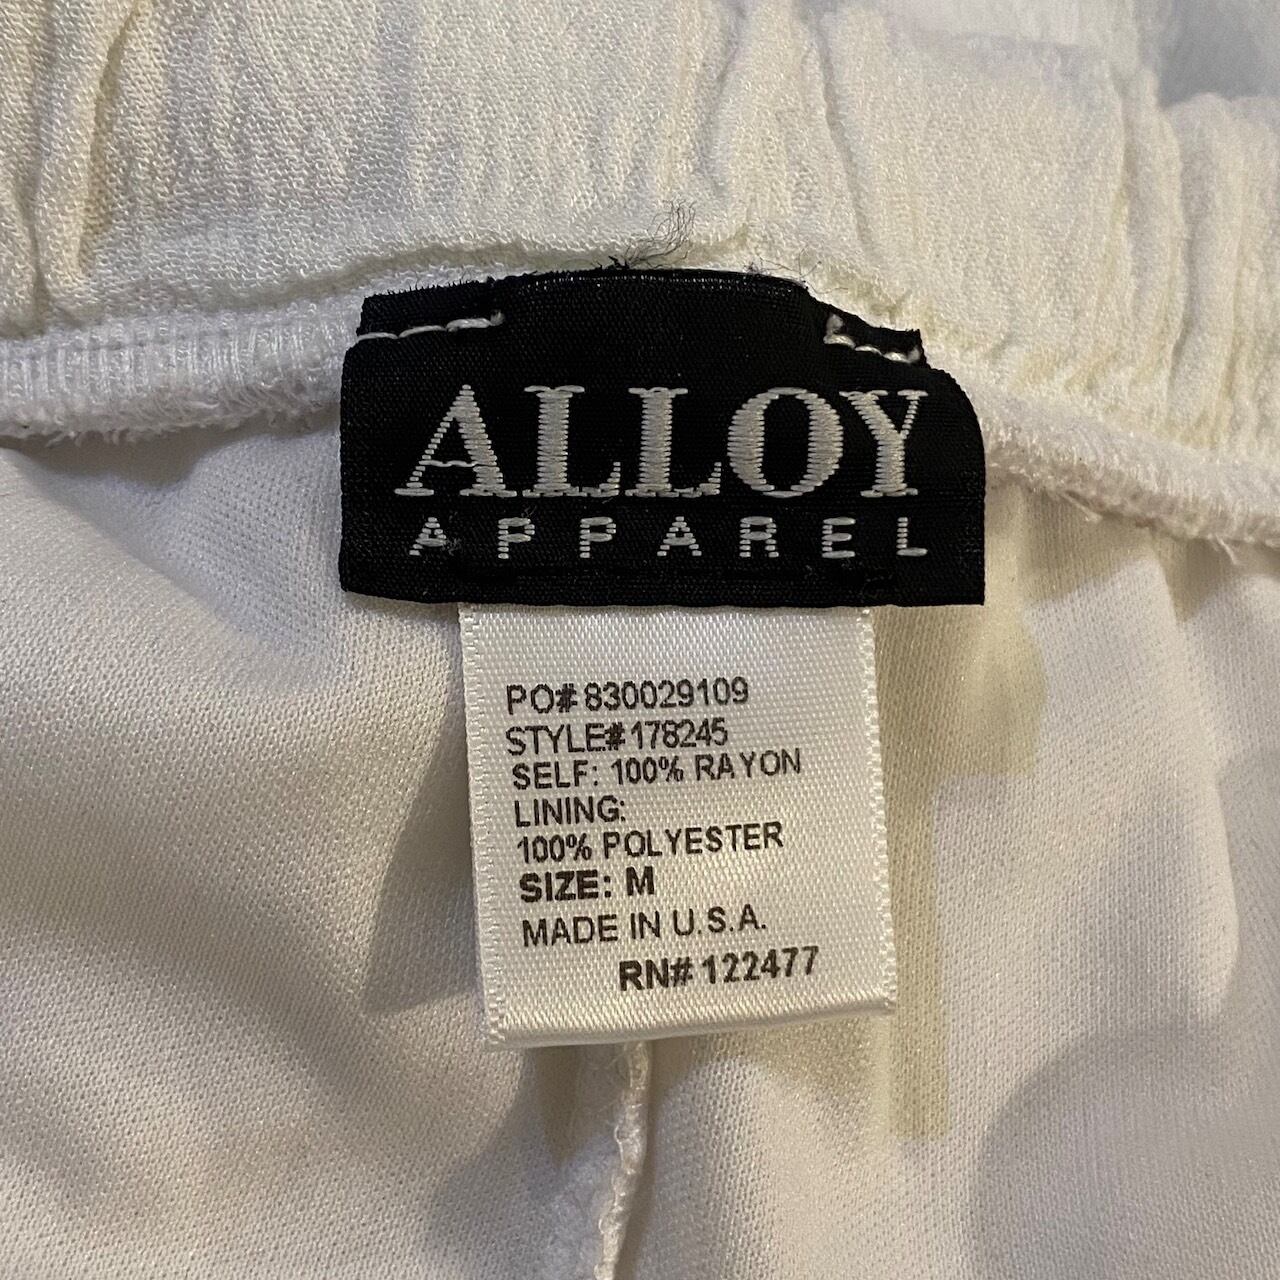 ALLOY
APPAREL
PO# 830029109
STYLE# 178245
SELF: 100% RAYON
LINING:
100% POLYESTER
SIZE: M
MADE IN U.S.A.
RN# 122477